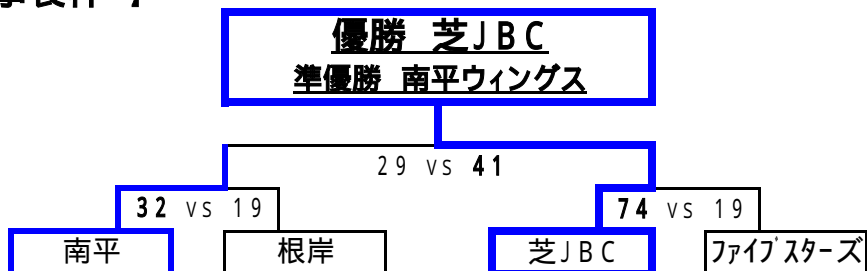 優勝 芝JBC
準優勝 南平ウィングス
29 vs 41
32 vs 19
74 vs 19
南平
根岸
芝JBC
ﾌｧｲﾌﾞｽﾀｰｽﾞ